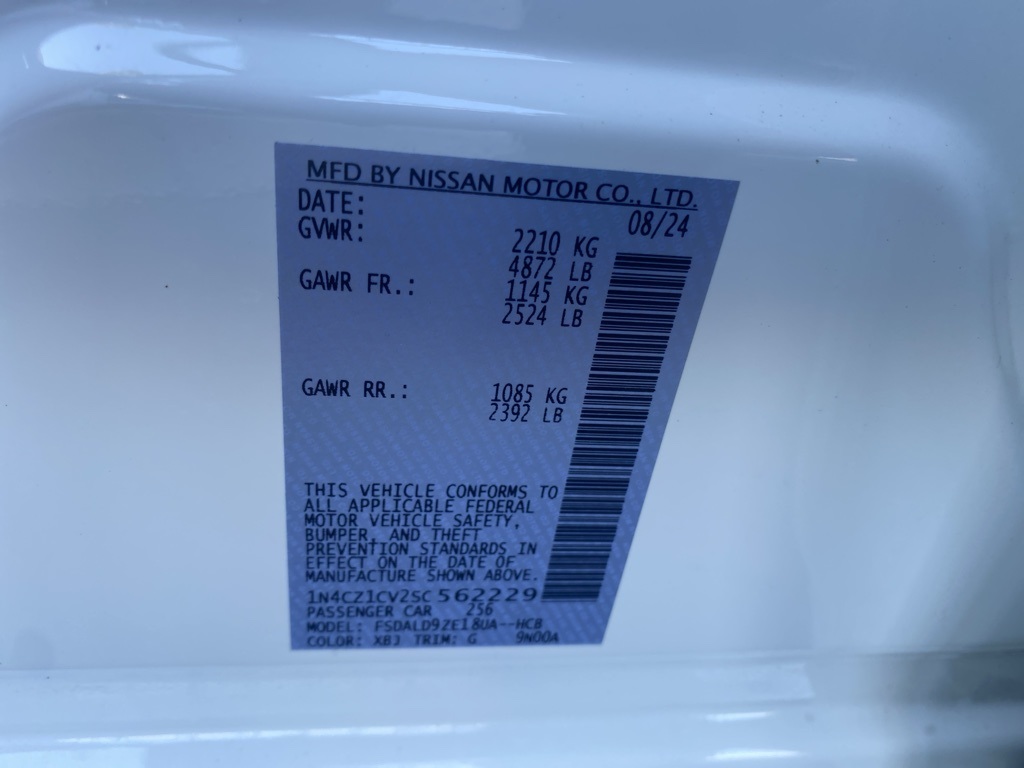 MFD BY NISSAN MOTOR CO., LTD.
DATE: 08/24
GVWR: 2210 KG
4872 LB
GAWR FR.: 1145 KG
2524 LB
GAWR RR.: 1085 KG
2392 LB
THIS VEHICLE CONFORMS TO
ALL APPLICABLE FEDERAL
MOTOR VEHICLE SAFETY,
BUMPER, AND THEFT
PREVENTION STANDARDS IN
EFFECT ON THE DATE OF
MANUFACTURE SHOWN ABOVE.
1N4CZ1CV2SC562229
PASSENGER CAR 256
MODEL: FSDALD9ZE18UA--HCB
COLOR: XBJ TRIM: G 9N00A